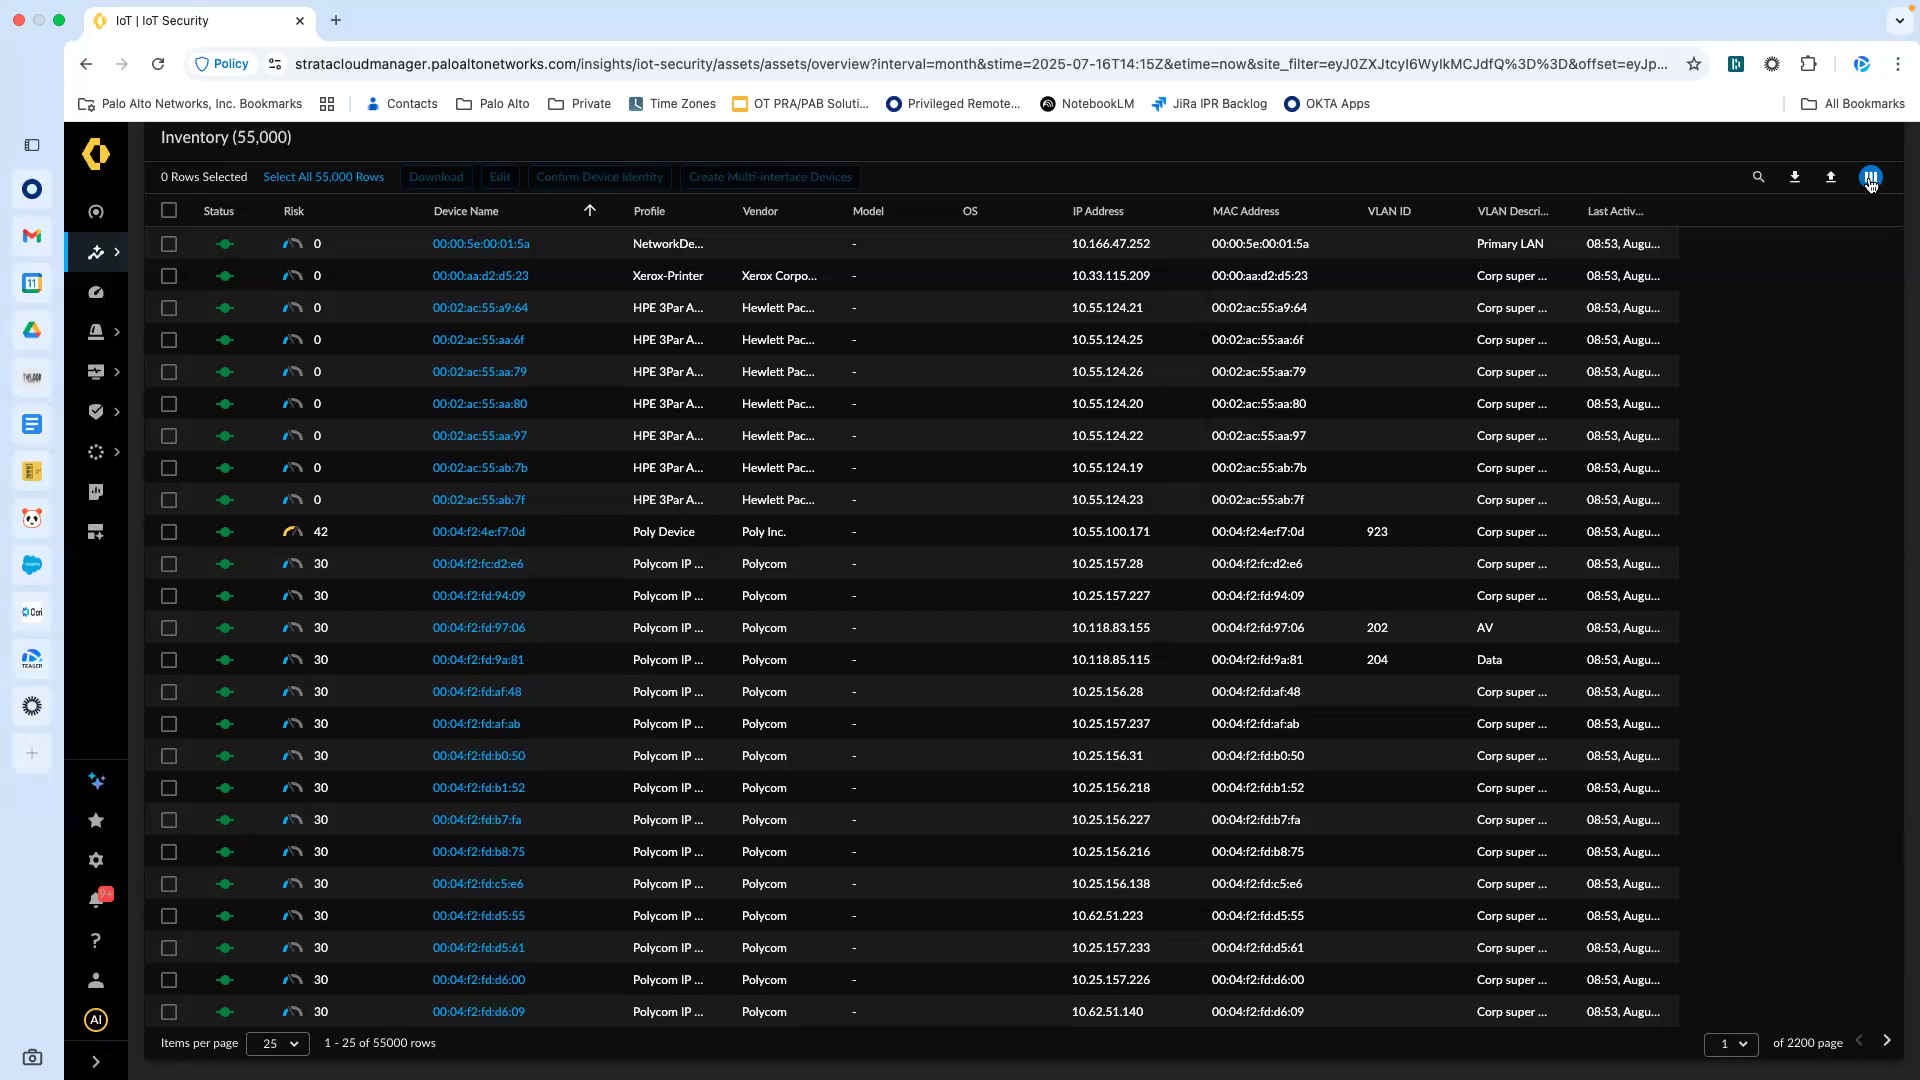 IoT | IoT Security
Policy
stratacloudmanager.paloaltonetworks.com/insights/iot-security/assets/assets/overview?interval=month&stime=2025-07-16T14:15Z&etime=now&site_filter=eyJ0ZXJtcyI6WyIkMCJdfQ%3D%3D&offset=eyJp...
Palo Alto Networks, Inc. Bookmarks Contacts Palo Alto Private Time Zones OT PRA/PAB Soluti... Privileged Remote... NotebookLM JiRa IPR Backlog OKTA Apps All Bookmarks
Inventory (55,000)
0 Rows Selected Select All 55,000 Rows Download Edit Confirm Device Identity Create Multi-interface Devices
Status Risk Device Name Profile Vendor Model OS IP Address MAC Address VLAN ID VLAN Descri... Last Activ...
0 00:00:5e:00:01:5a NetworkDe... - 10.166.47.252 00:00:5e:00:01:5a Primary LAN 08:53, Augu...
0 00:00:aa:d2:d5:23 Xerox-Printer Xerox Corpo... - 10.33.115.209 00:00:aa:d2:d5:23 Corp super ... 08:53, Augu...
0 00:02:ac:55:a9:64 HPE 3Par A... Hewlett Pac... - 10.55.124.21 00:02:ac:55:a9:64 Corp super ... 08:53, Augu...
0 00:02:ac:55:aa:6f HPE 3Par A... Hewlett Pac... - 10.55.124.25 00:02:ac:55:aa:6f Corp super ... 08:53, Augu...
0 00:02:ac:55:aa:79 HPE 3Par A... Hewlett Pac... - 10.55.124.26 00:02:ac:55:aa:79 Corp super ... 08:53, Augu...
0 00:02:ac:55:aa:80 HPE 3Par A... Hewlett Pac... - 10.55.124.20 00:02:ac:55:aa:80 Corp super ... 08:53, Augu...
0 00:02:ac:55:aa:97 HPE 3Par A... Hewlett Pac... - 10.55.124.22 00:02:ac:55:aa:97 Corp super ... 08:53, Augu...
0 00:02:ac:55:ab:7b HPE 3Par A... Hewlett Pac... - 10.55.124.19 00:02:ac:55:ab:7b Corp super ... 08:53, Augu...
0 00:02:ac:55:ab:7f HPE 3Par A... Hewlett Pac... - 10.55.124.23 00:02:ac:55:ab:7f Corp super ... 08:53, Augu...
42 00:04:f2:4e:f7:0d Poly Device Poly Inc. - 10.55.100.171 00:04:f2:4e:f7:0d 923 Corp super ... 08:53, Augu...
30 00:04:f2:fc:d2:e6 Polycom IP ... Polycom - 10.25.157.28 00:04:f2:fc:d2:e6 Corp super ... 08:53, Augu...
30 00:04:f2:fd:94:09 Polycom IP ... Polycom - 10.25.157.227 00:04:f2:fd:94:09 Corp super ... 08:53, Augu...
30 00:04:f2:fd:97:06 Polycom IP ... Polycom - 10.118.83.155 00:04:f2:fd:97:06 202 AV 08:53, Augu...
30 00:04:f2:fd:9a:81 Polycom IP ... Polycom - 10.118.85.115 00:04:f2:fd:9a:81 204 Data 08:53, Augu...
30 00:04:f2:fd:af:48 Polycom IP ... Polycom - 10.25.156.28 00:04:f2:fd:af:48 Corp super ... 08:53, Augu...
30 00:04:f2:fd:af:ab Polycom IP ... Polycom - 10.25.157.237 00:04:f2:fd:af:ab Corp super ... 08:53, Augu...
30 00:04:f2:fd:b0:50 Polycom IP ... Polycom - 10.25.156.31 00:04:f2:fd:b0:50 Corp super ... 08:53, Augu...
30 00:04:f2:fd:b1:52 Polycom IP ... Polycom - 10.25.156.218 00:04:f2:fd:b1:52 Corp super ... 08:53, Augu...
30 00:04:f2:fd:b7:fa Polycom IP ... Polycom - 10.25.156.227 00:04:f2:fd:b7:fa Corp super ... 08:53, Augu...
30 00:04:f2:fd:b8:75 Polycom IP ... Polycom - 10.25.156.216 00:04:f2:fd:b8:75 Corp super ... 08:53, Augu...
30 00:04:f2:fd:c5:e6 Polycom IP ... Polycom - 10.25.156.138 00:04:f2:fd:c5:e6 Corp super ... 08:53, Augu...
30 00:04:f2:fd:d5:55 Polycom IP ... Polycom - 10.62.51.223 00:04:f2:fd:d5:55 Corp super ... 08:53, Augu...
30 00:04:f2:fd:d5:61 Polycom IP ... Polycom - 10.25.157.233 00:04:f2:fd:d5:61 Corp super ... 08:53, Augu...
30 00:04:f2:fd:d6:00 Polycom IP ... Polycom - 10.25.157.226 00:04:f2:fd:d6:00 Corp super ... 08:53, Augu...
30 00:04:f2:fd:d6:09 Polycom IP ... Polycom - 10.62.51.140 00:04:f2:fd:d6:09 Corp super ... 08:53, Augu...
Items per page 25 1 - 25 of 55000 rows 1 of 2200 page
11
TEASER
9+
?
AI